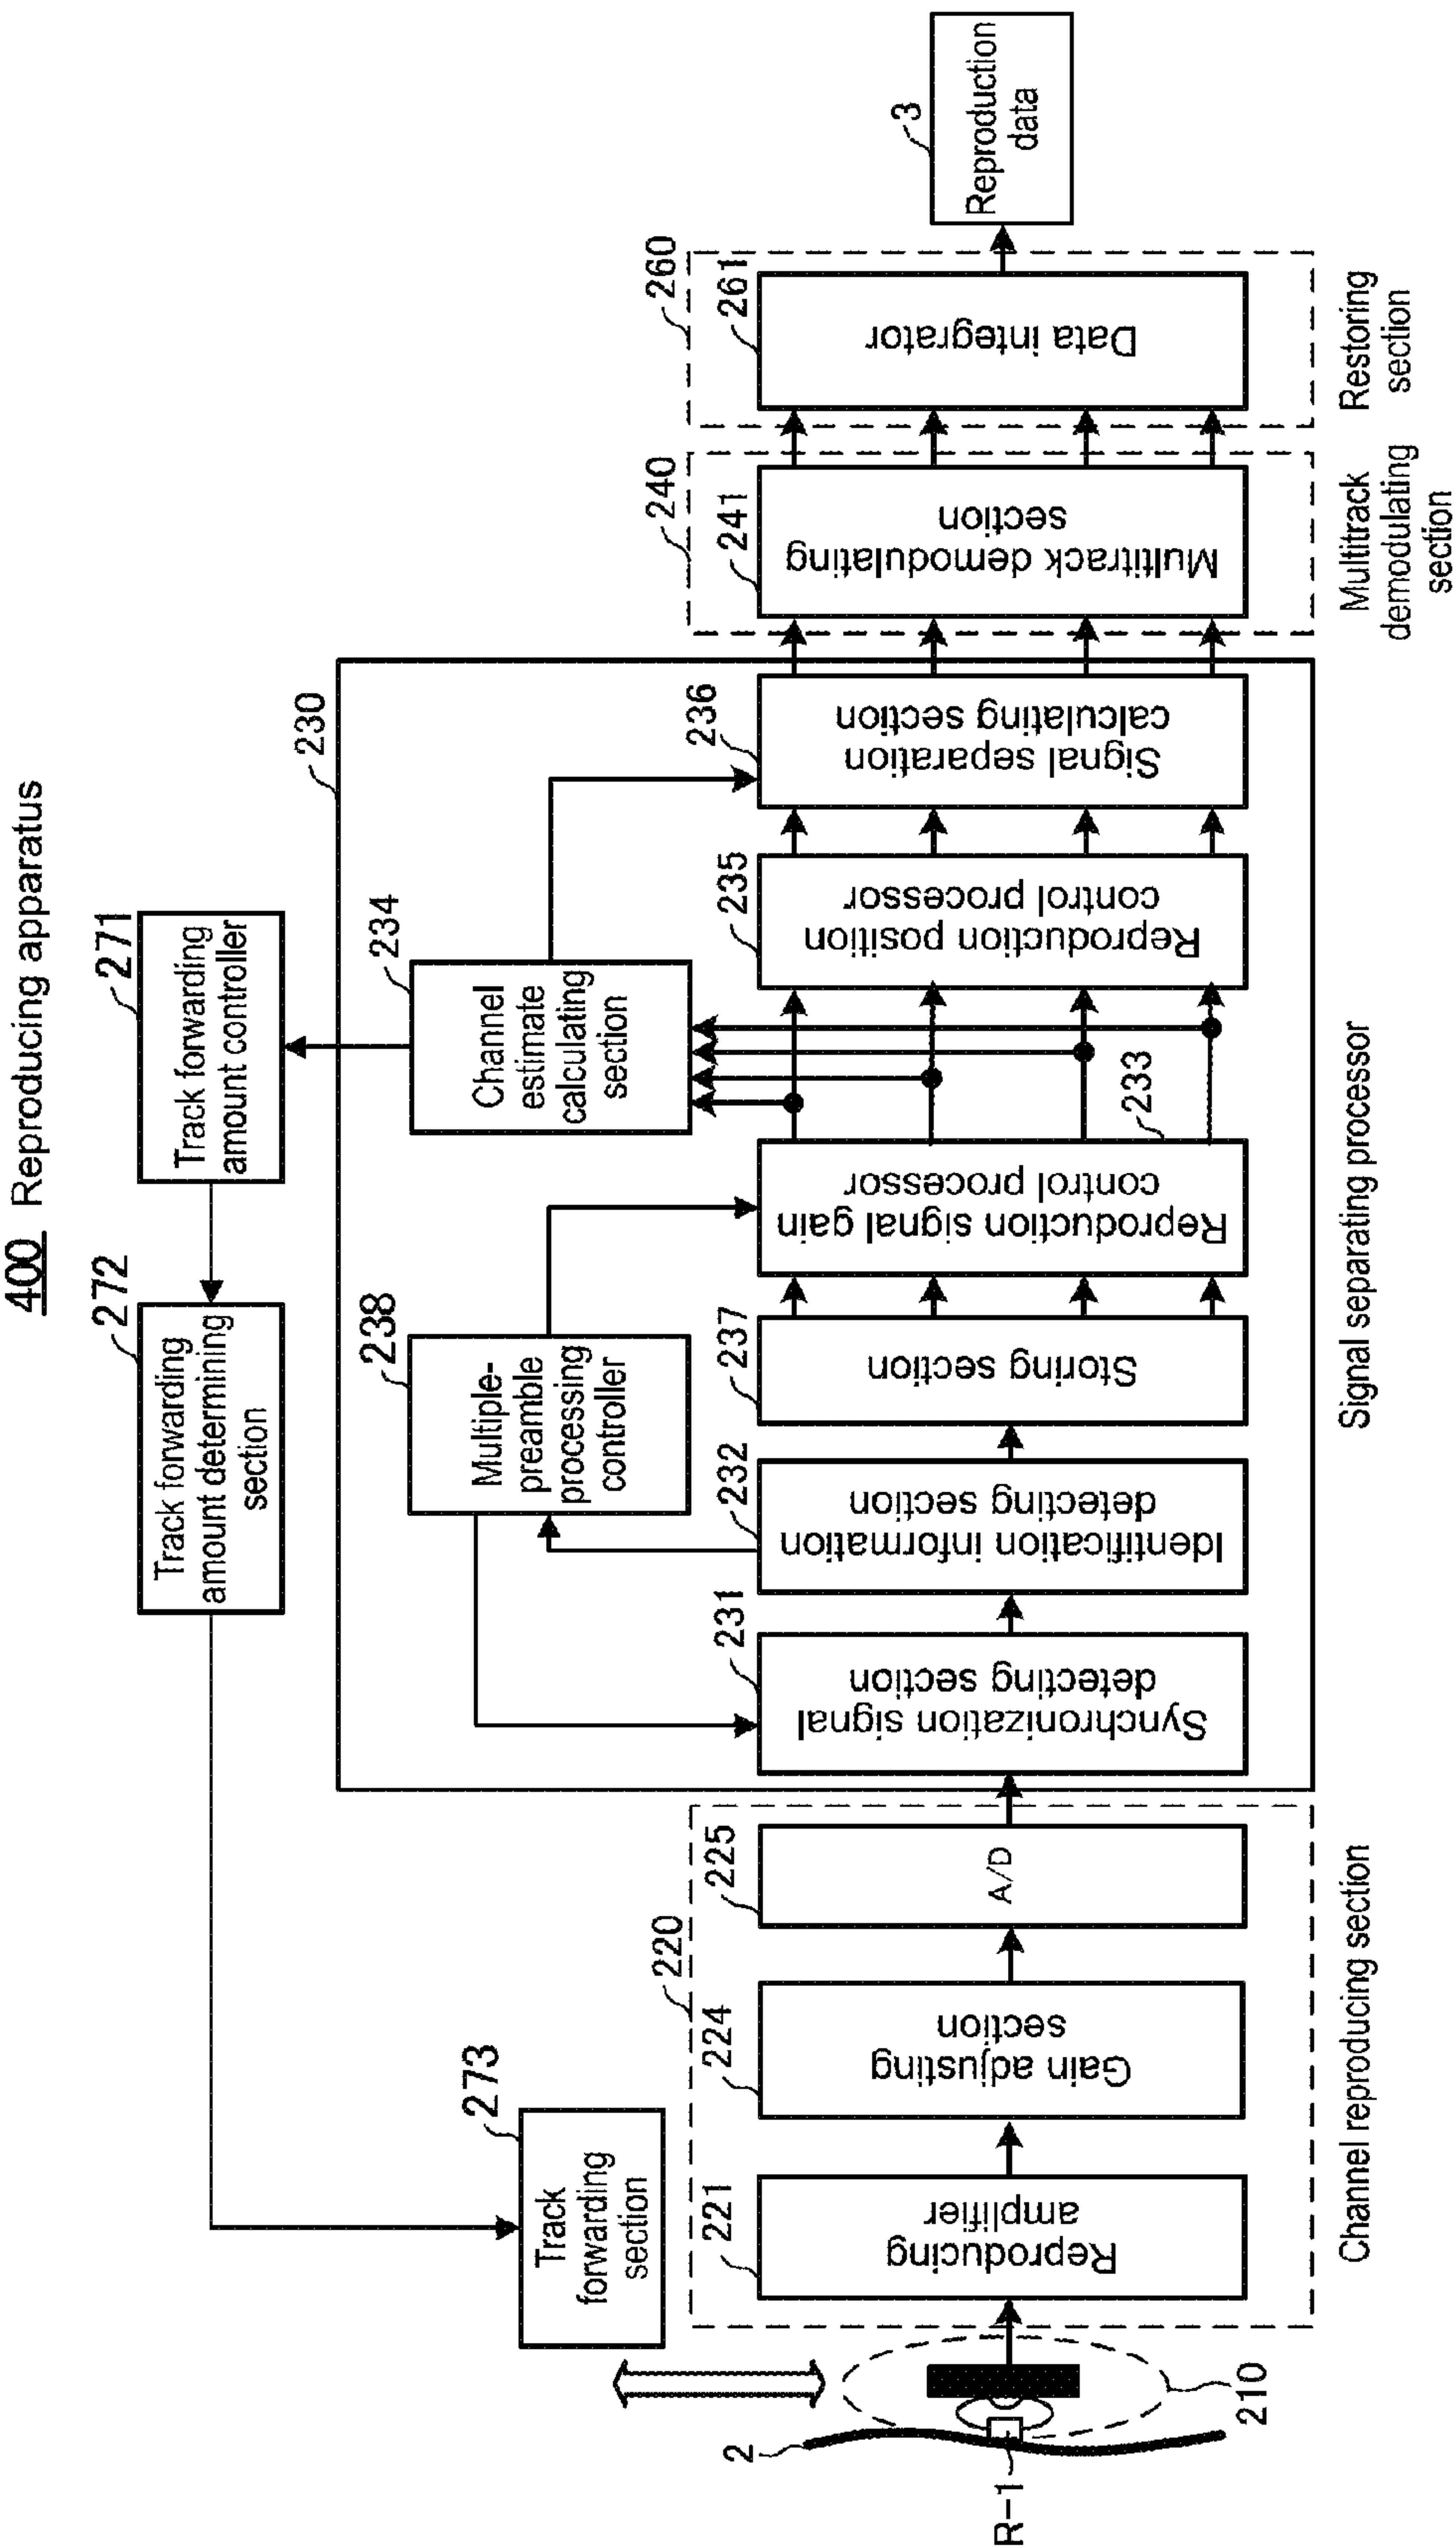 400 Reproducing apparatus
273
Track
forwarding
section
272
Track forwarding
amount determining
section
271
Track forwarding
amount controller
230
238
Multiple-
preamble
processing
controller
234
Channel
estimate
calculating
section
2
R-1
210
220
221
Reproducing
amplifier
224
Gain adjusting
section
225
A/D
Channel reproducing section
231
Synchronization signal
detecting section
232
Identification information
detecting section
237
Storing section
233
Reproduction signal gain
control processor
235
Reproduction position
control processor
236
Signal separation
calculating section
Signal separating processor
240
241
Multitrack demodulating
section
Multitrack
demodulating
section
260
261
Data integrator
Restoring
section
3
Reproduction
data